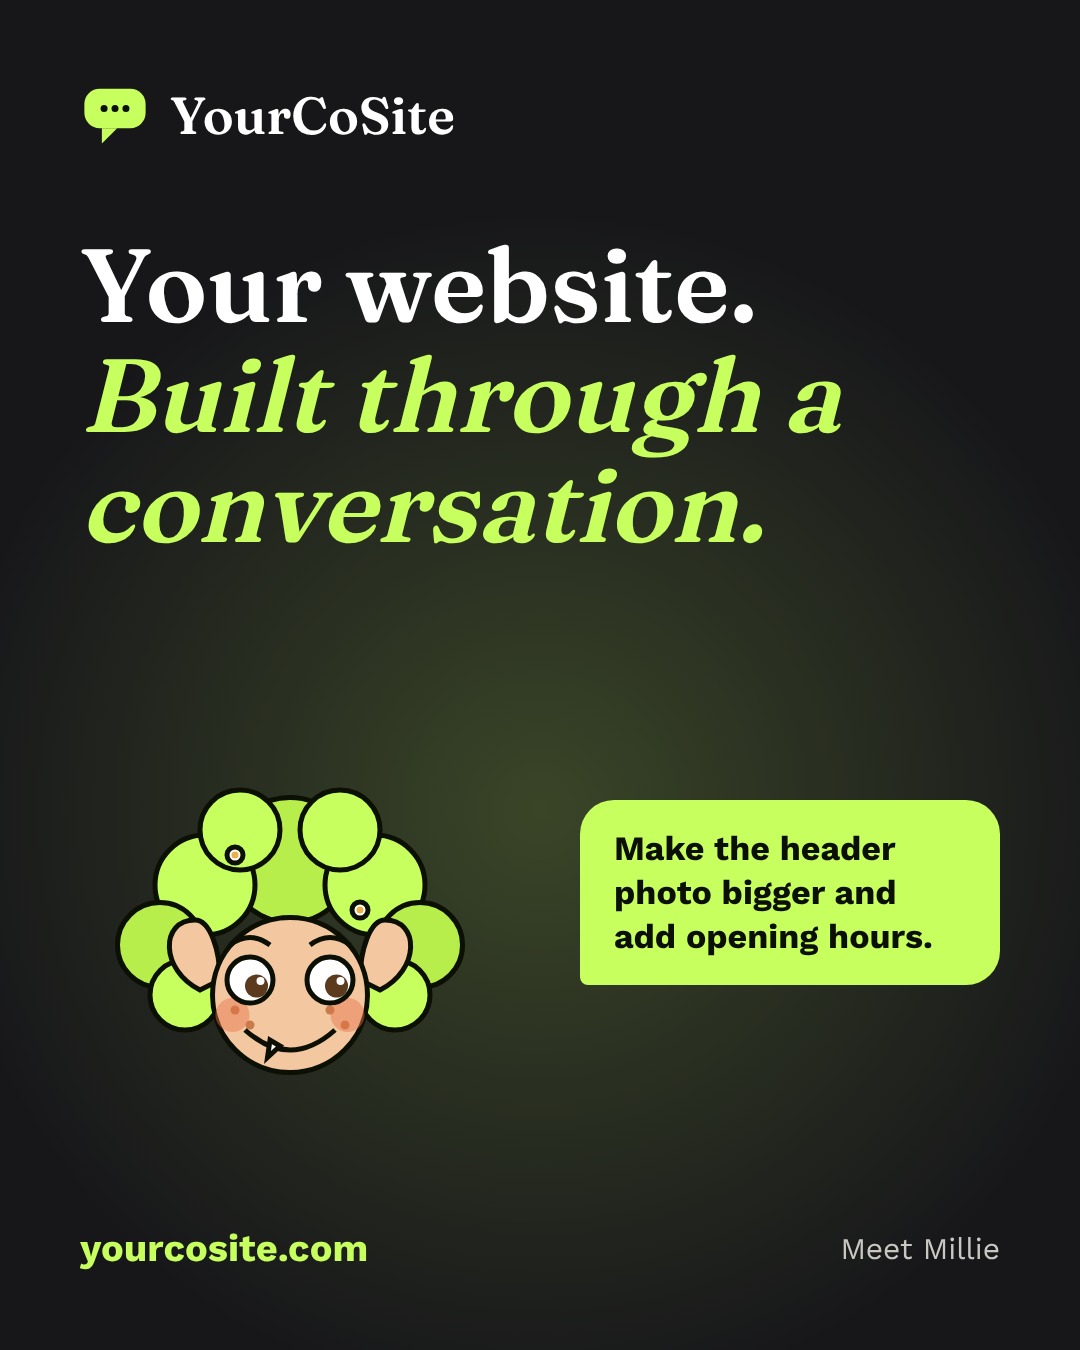 YourCoSite
Your website.
Built through a
conversation.
Make the header
photo bigger and
add opening hours.
yourcosite.com
Meet Millie